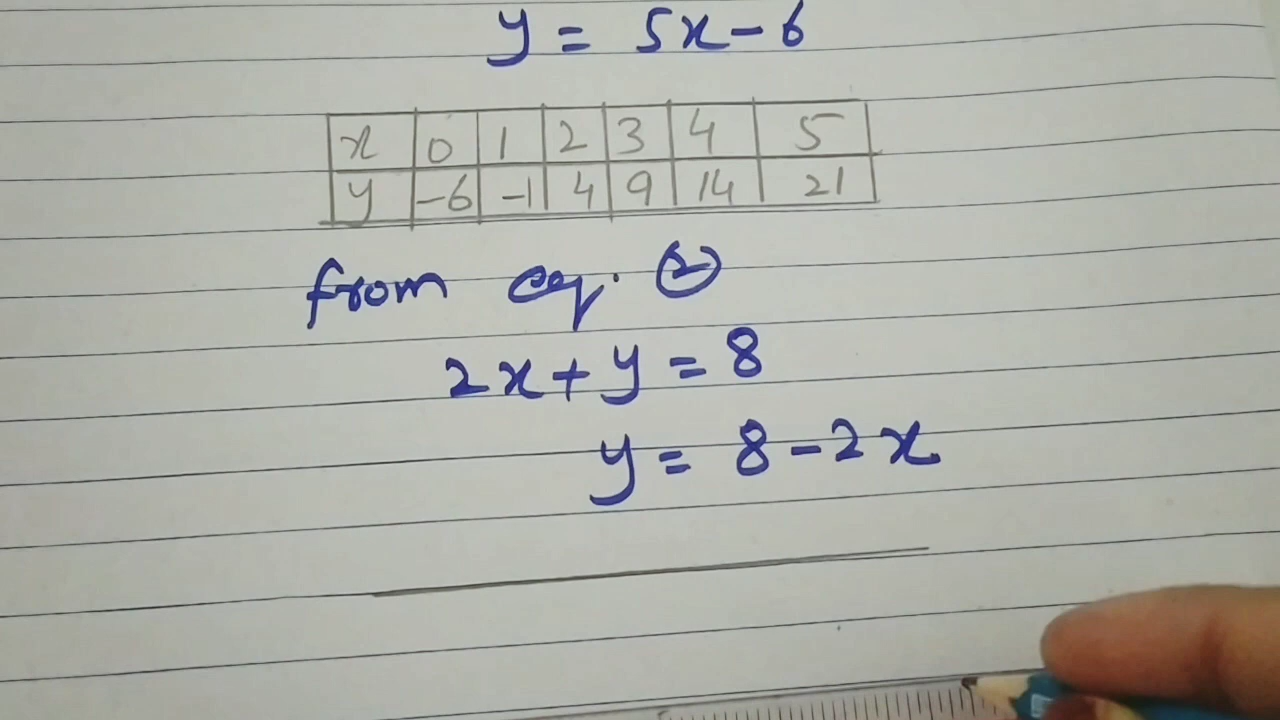 y = 5x - 6
x 0 1 2 3 4 5
y -6 -1 4 9 14 21
from eq. ②
2x + y = 8
y = 8 - 2x